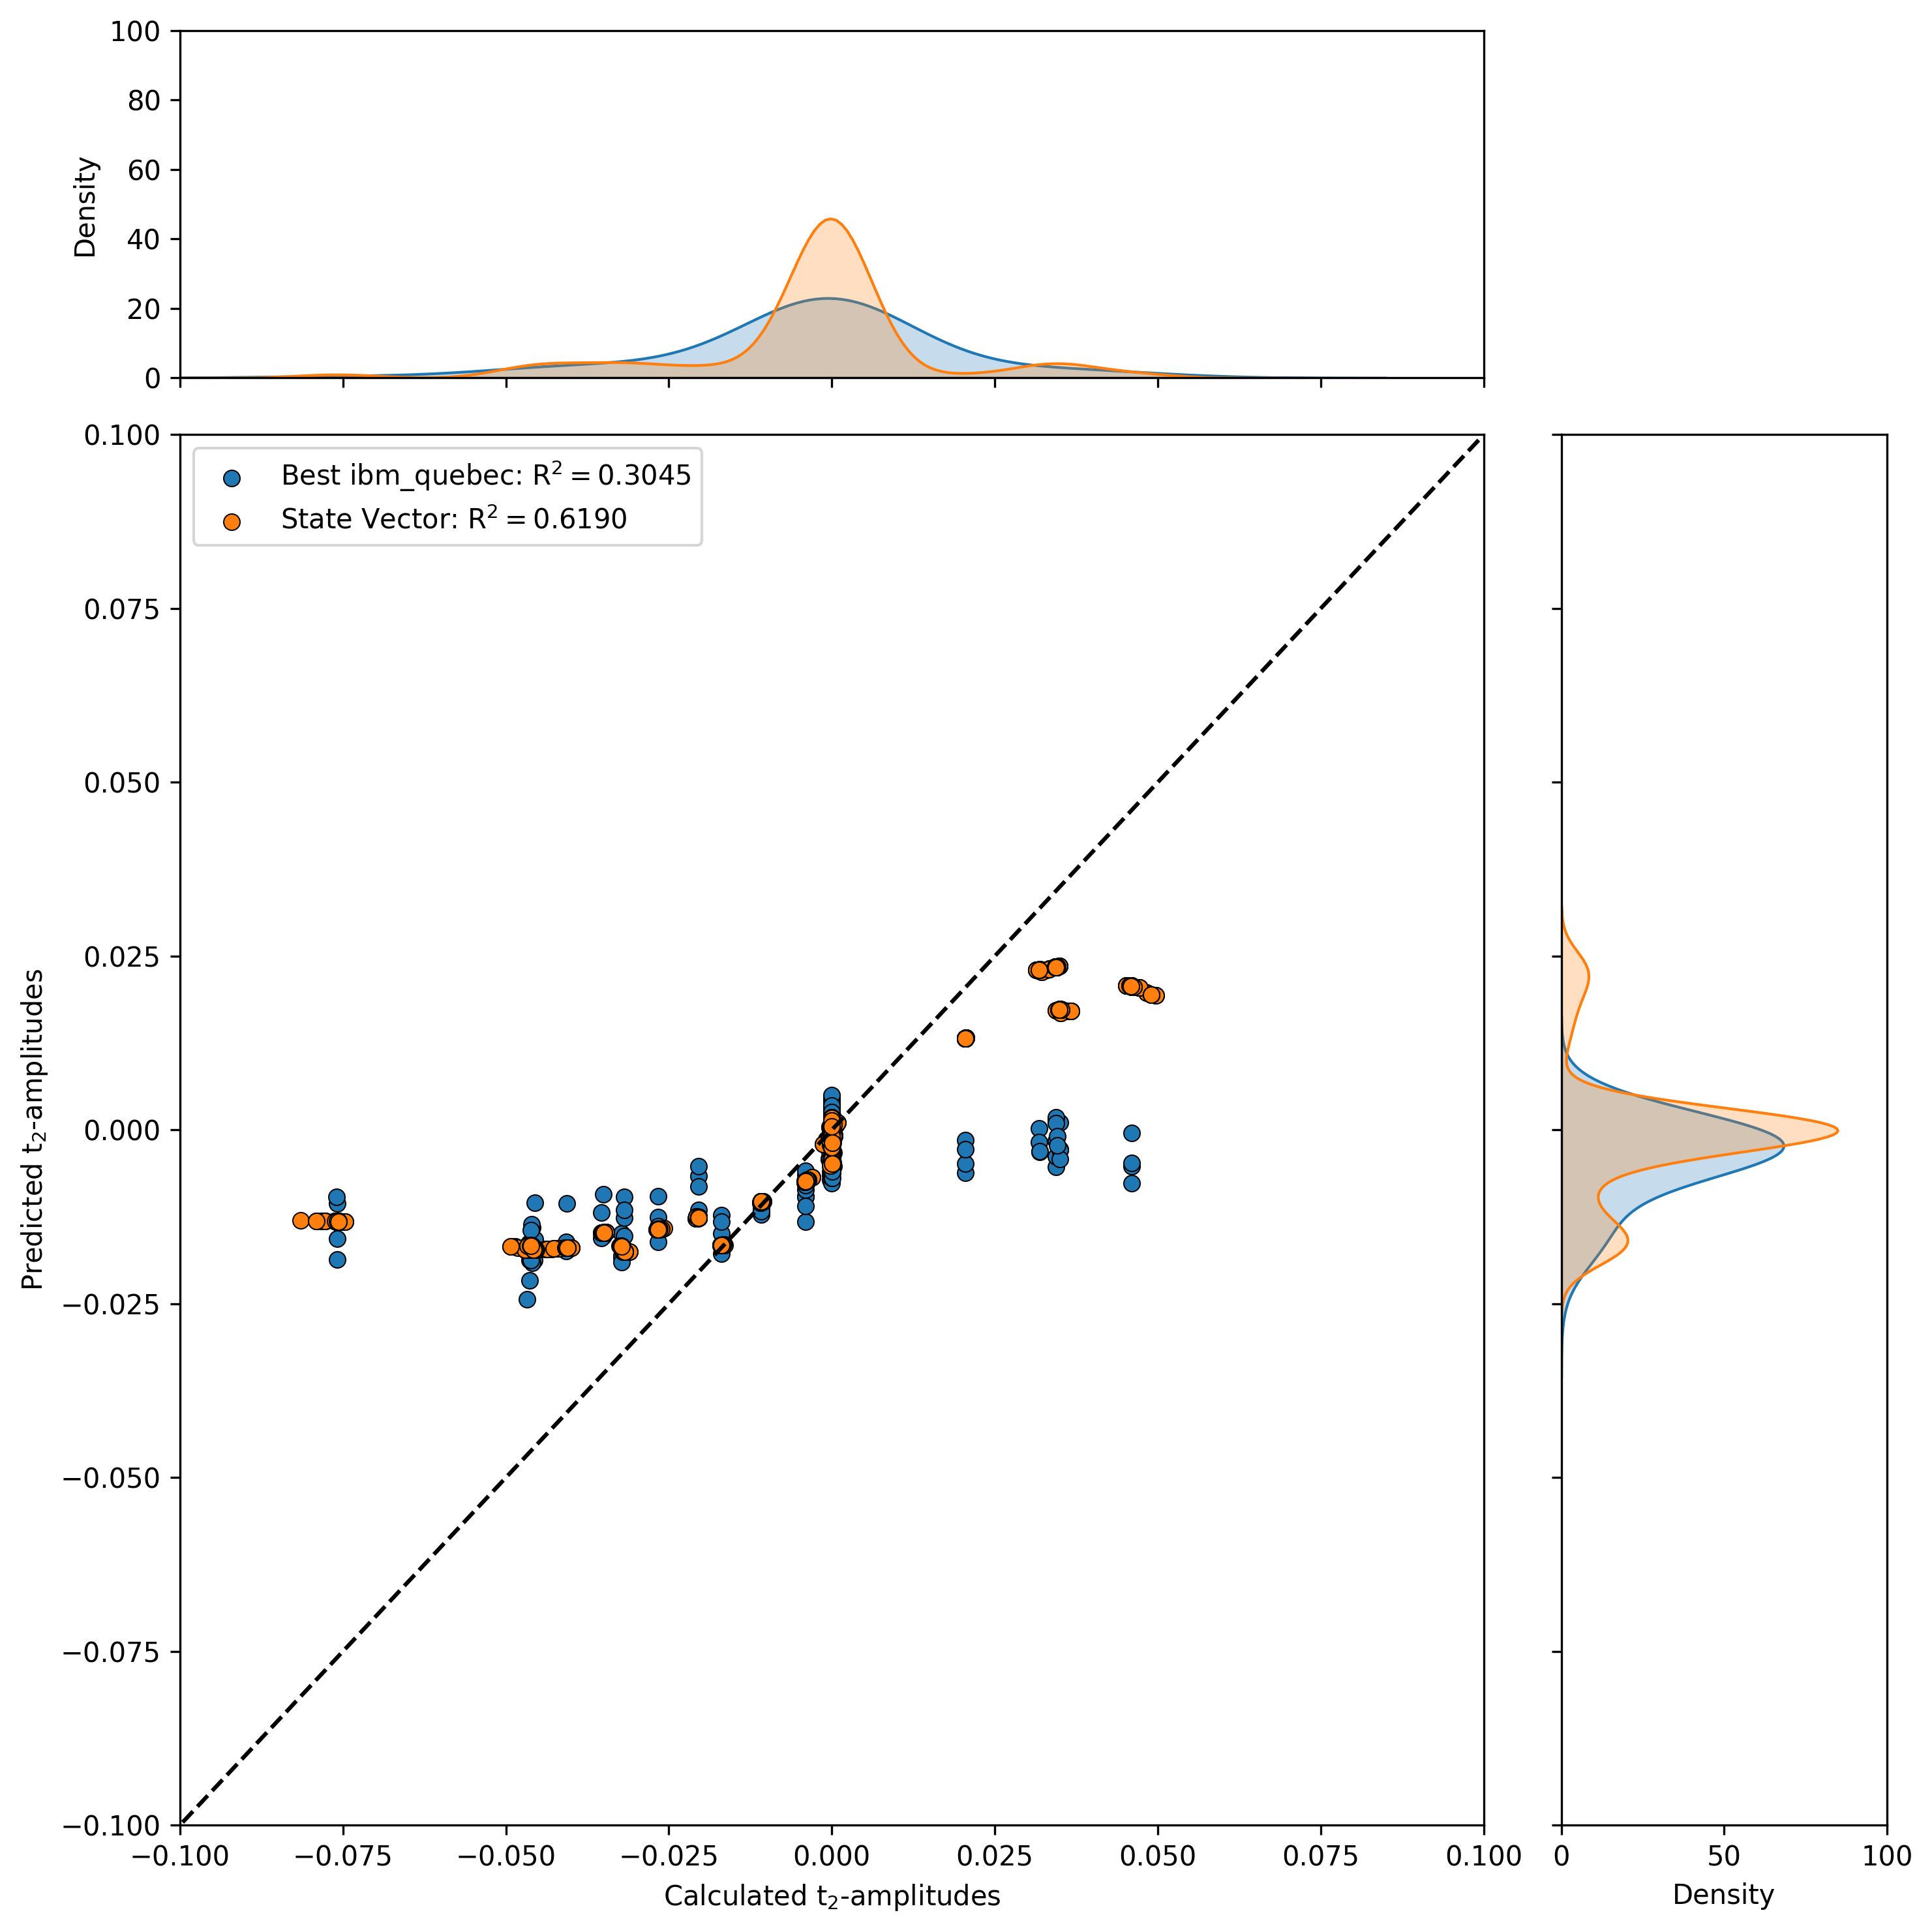 100
80
60
40
20
0
Density
Best ibm_quebec: R² = 0.3045
State Vector: R² = 0.6190
0.100
0.075
0.050
0.025
0.000
−0.025
−0.050
−0.075
−0.100
Predicted t₂-amplitudes
−0.100 −0.075 −0.050 −0.025 0.000 0.025 0.050 0.075 0.100
Calculated t₂-amplitudes
0 50 100
Density